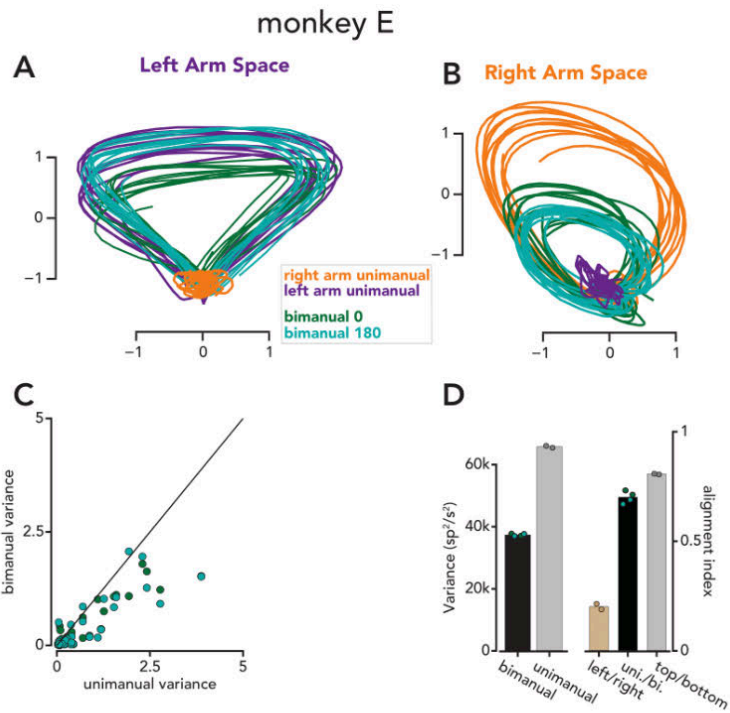 monkey E
A
Left Arm Space
B
Right Arm Space
1
0
−1
−1
0
1
right arm unimanual
left arm unimanual
bimanual 0
bimanual 180
1
0
−1
−1
0
1
C
5
2.5
0
bimanual variance
0
2.5
5
unimanual variance
D
60k
40k
20k
0
Variance (sp²/s²)
1
0.5
0
alignment index
bimanual
unimanual
left/right
uni./bi.
top/bottom